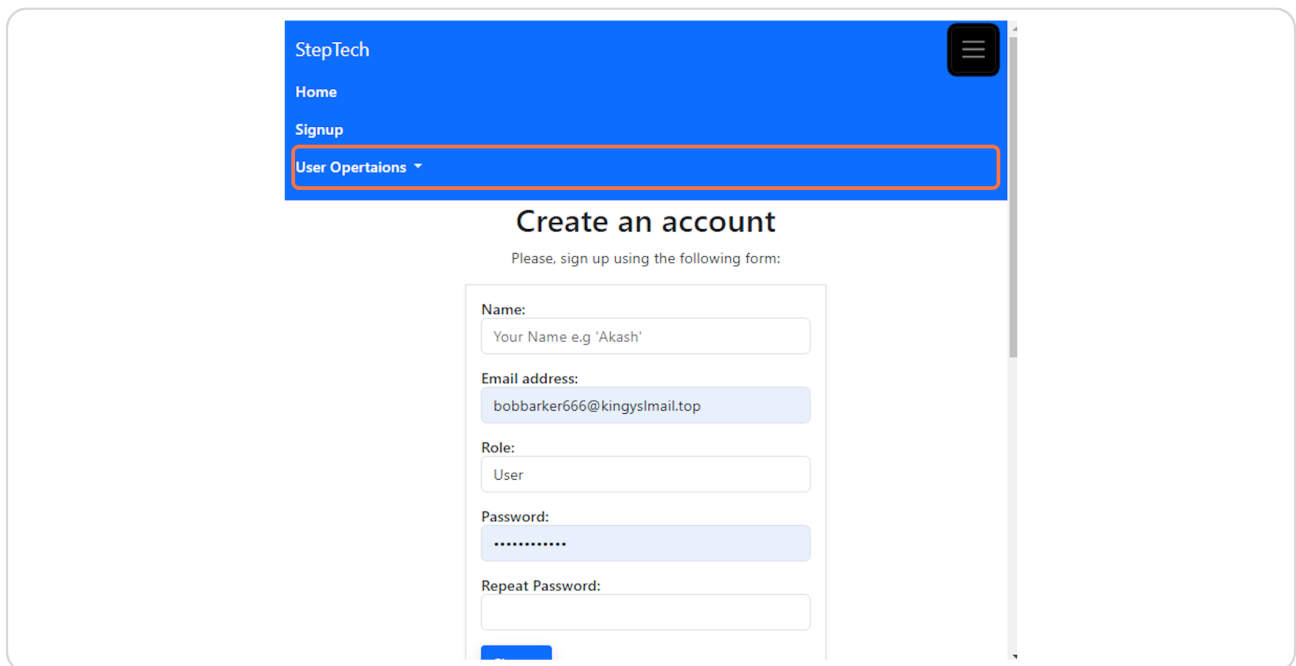 StepTech
Home
Signup
User Opertaions
Create an account
Please, sign up using the following form:
Name:
Your Name e.g 'Akash'
Email address:
bobbarker666@kingyslmail.top
Role:
User
Password:
••••••••••••
Repeat Password: